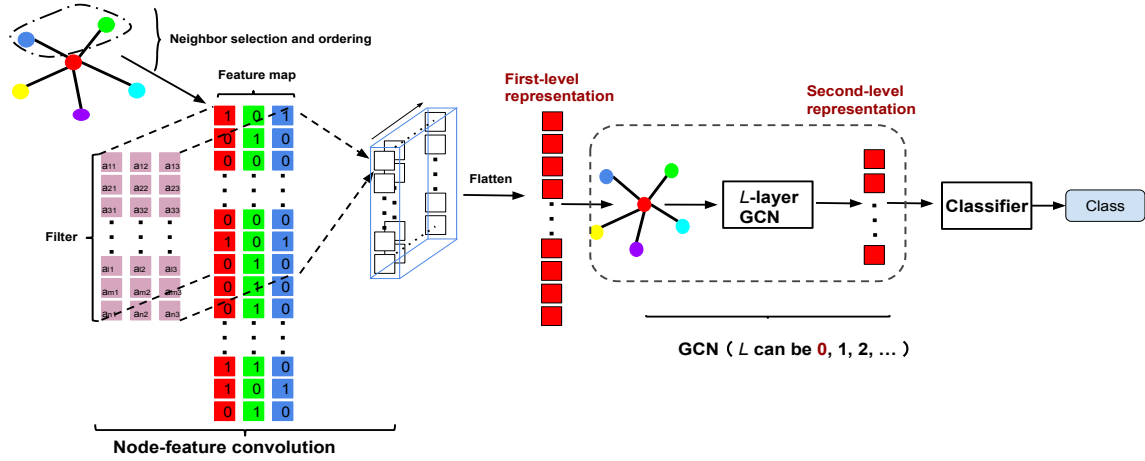 Neighbor selection and ordering
Feature map
1 0 1
0 1 0
0 0 0
0 0 0
1 0 1
0 1 0
0 1 0
0 1 0
1 1 0
1 0 1
0 1 0
a11 a12 a13
a21 a22 a23
a31 a32 a33
al1 al2 al3
am1 am2 am3
an1 an2 an3
Filter
Node-feature convolution
Flatten
First-level
representation
Second-level
representation
L-layer
GCN
Classifier
Class
GCN ( L can be 0, 1, 2, ... )